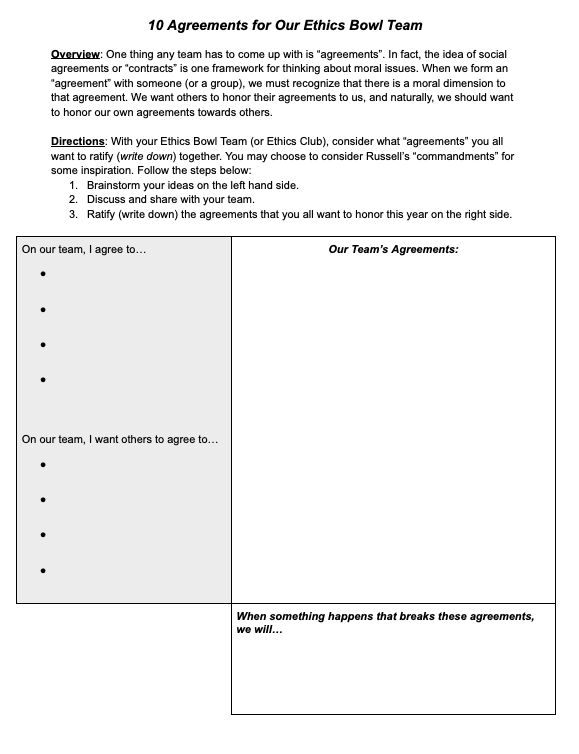 10 Agreements for Our Ethics Bowl Team
Overview: One thing any team has to come up with is “agreements”. In fact, the idea of social
agreements or “contracts” is one framework for thinking about moral issues. When we form an
“agreement” with someone (or a group), we must recognize that there is a moral dimension to
that agreement. We want others to honor their agreements to us, and naturally, we should want
to honor our own agreements towards others.
Directions: With your Ethics Bowl Team (or Ethics Club), consider what “agreements” you all
want to ratify (write down) together. You may choose to consider Russell’s “commandments” for
some inspiration. Follow the steps below:
1. Brainstorm your ideas on the left hand side.
2. Discuss and share with your team.
3. Ratify (write down) the agreements that you all want to honor this year on the right side.
On our team, I agree to…
On our team, I want others to agree to…
Our Team’s Agreements:
When something happens that breaks these agreements,
we will…